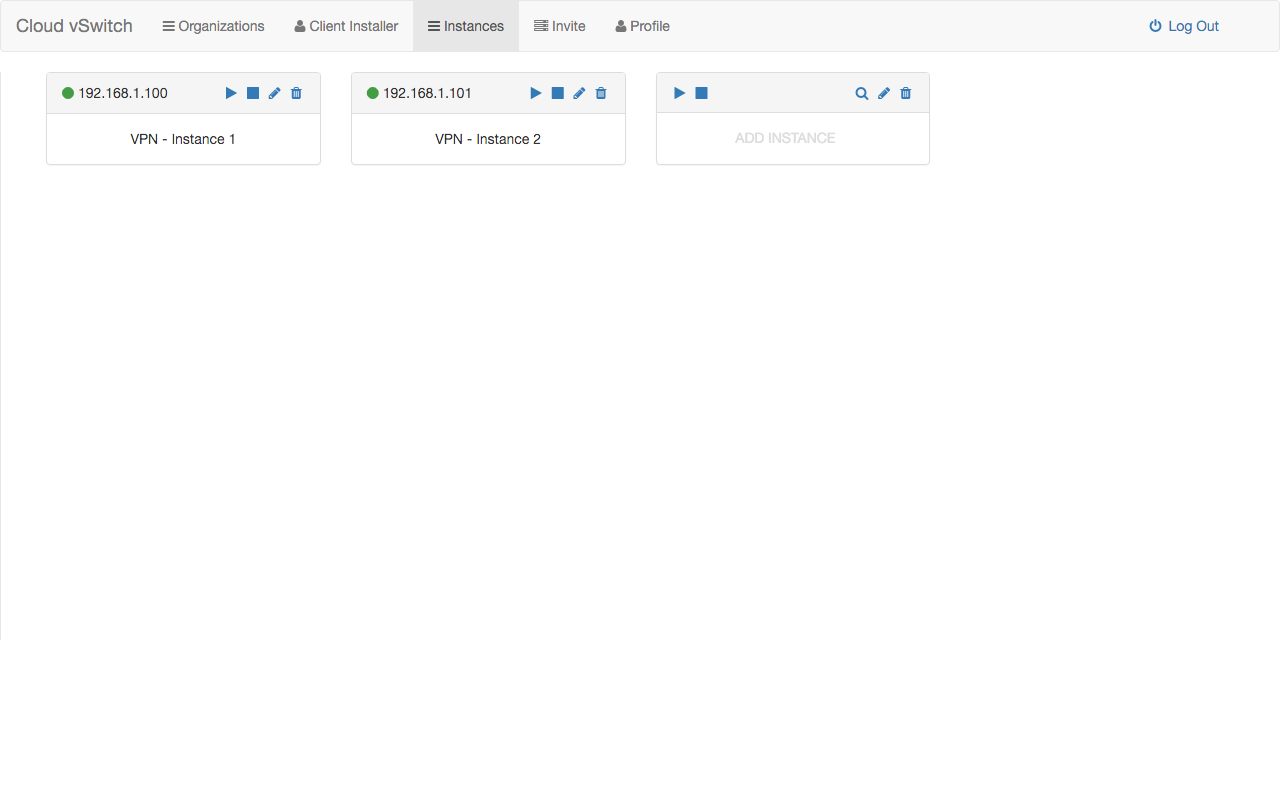 Cloud vSwitch Organizations Client Installer Instances Invite Profile Log Out
192.168.1.100
VPN - Instance 1
192.168.1.101
VPN - Instance 2
ADD INSTANCE